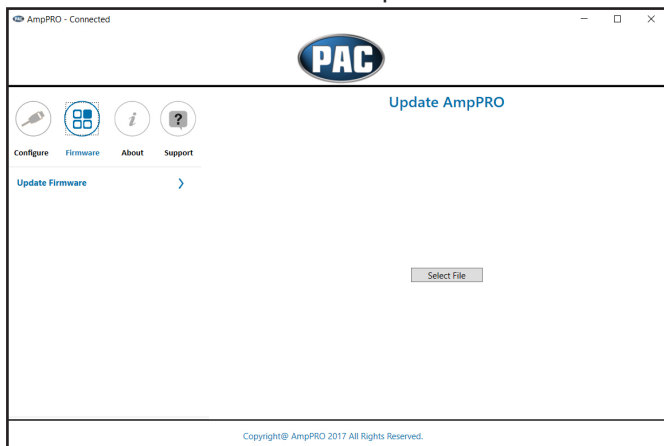 AmpPRO - Connected
PAC
Update AmpPRO
i
?
Configure Firmware About Support
Update Firmware
Select File
Copyright@ AmpPRO 2017 All Rights Reserved.